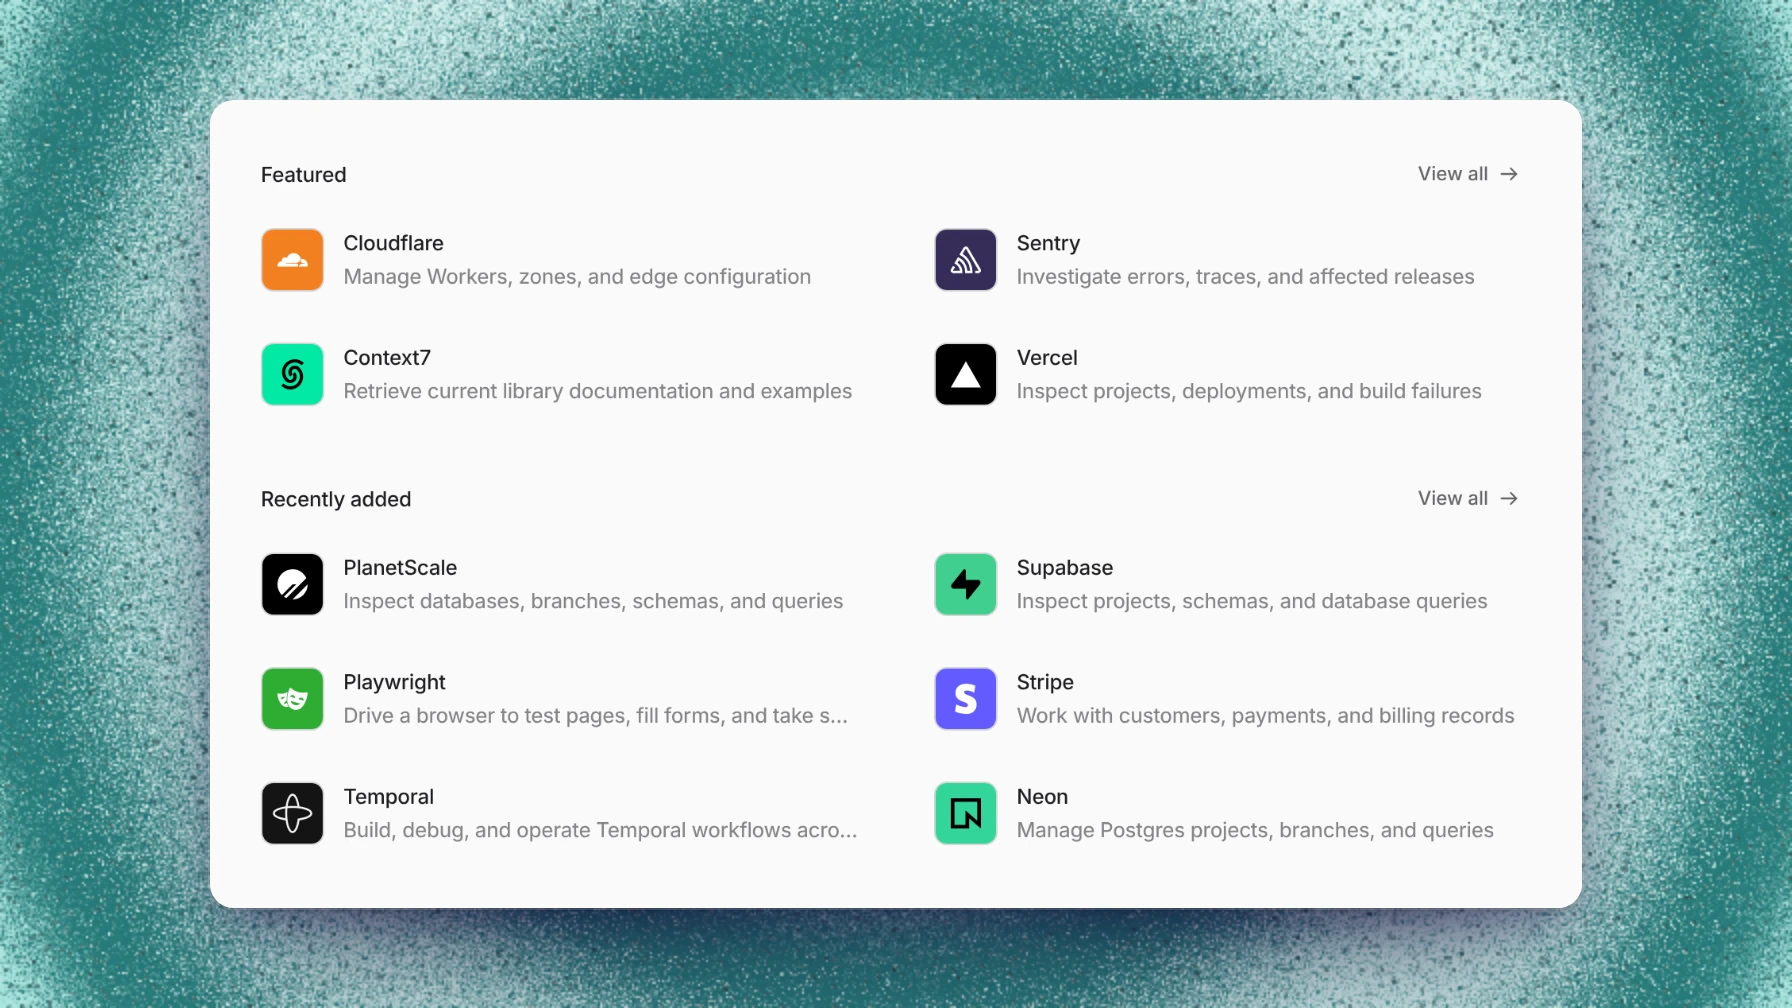 Featured
View all →
Cloudflare
Manage Workers, zones, and edge configuration
Sentry
Investigate errors, traces, and affected releases
Context7
Retrieve current library documentation and examples
Vercel
Inspect projects, deployments, and build failures
Recently added
View all →
PlanetScale
Inspect databases, branches, schemas, and queries
Supabase
Inspect projects, schemas, and database queries
Playwright
Drive a browser to test pages, fill forms, and take s...
S
Stripe
Work with customers, payments, and billing records
Temporal
Build, debug, and operate Temporal workflows acro...
Neon
Manage Postgres projects, branches, and queries